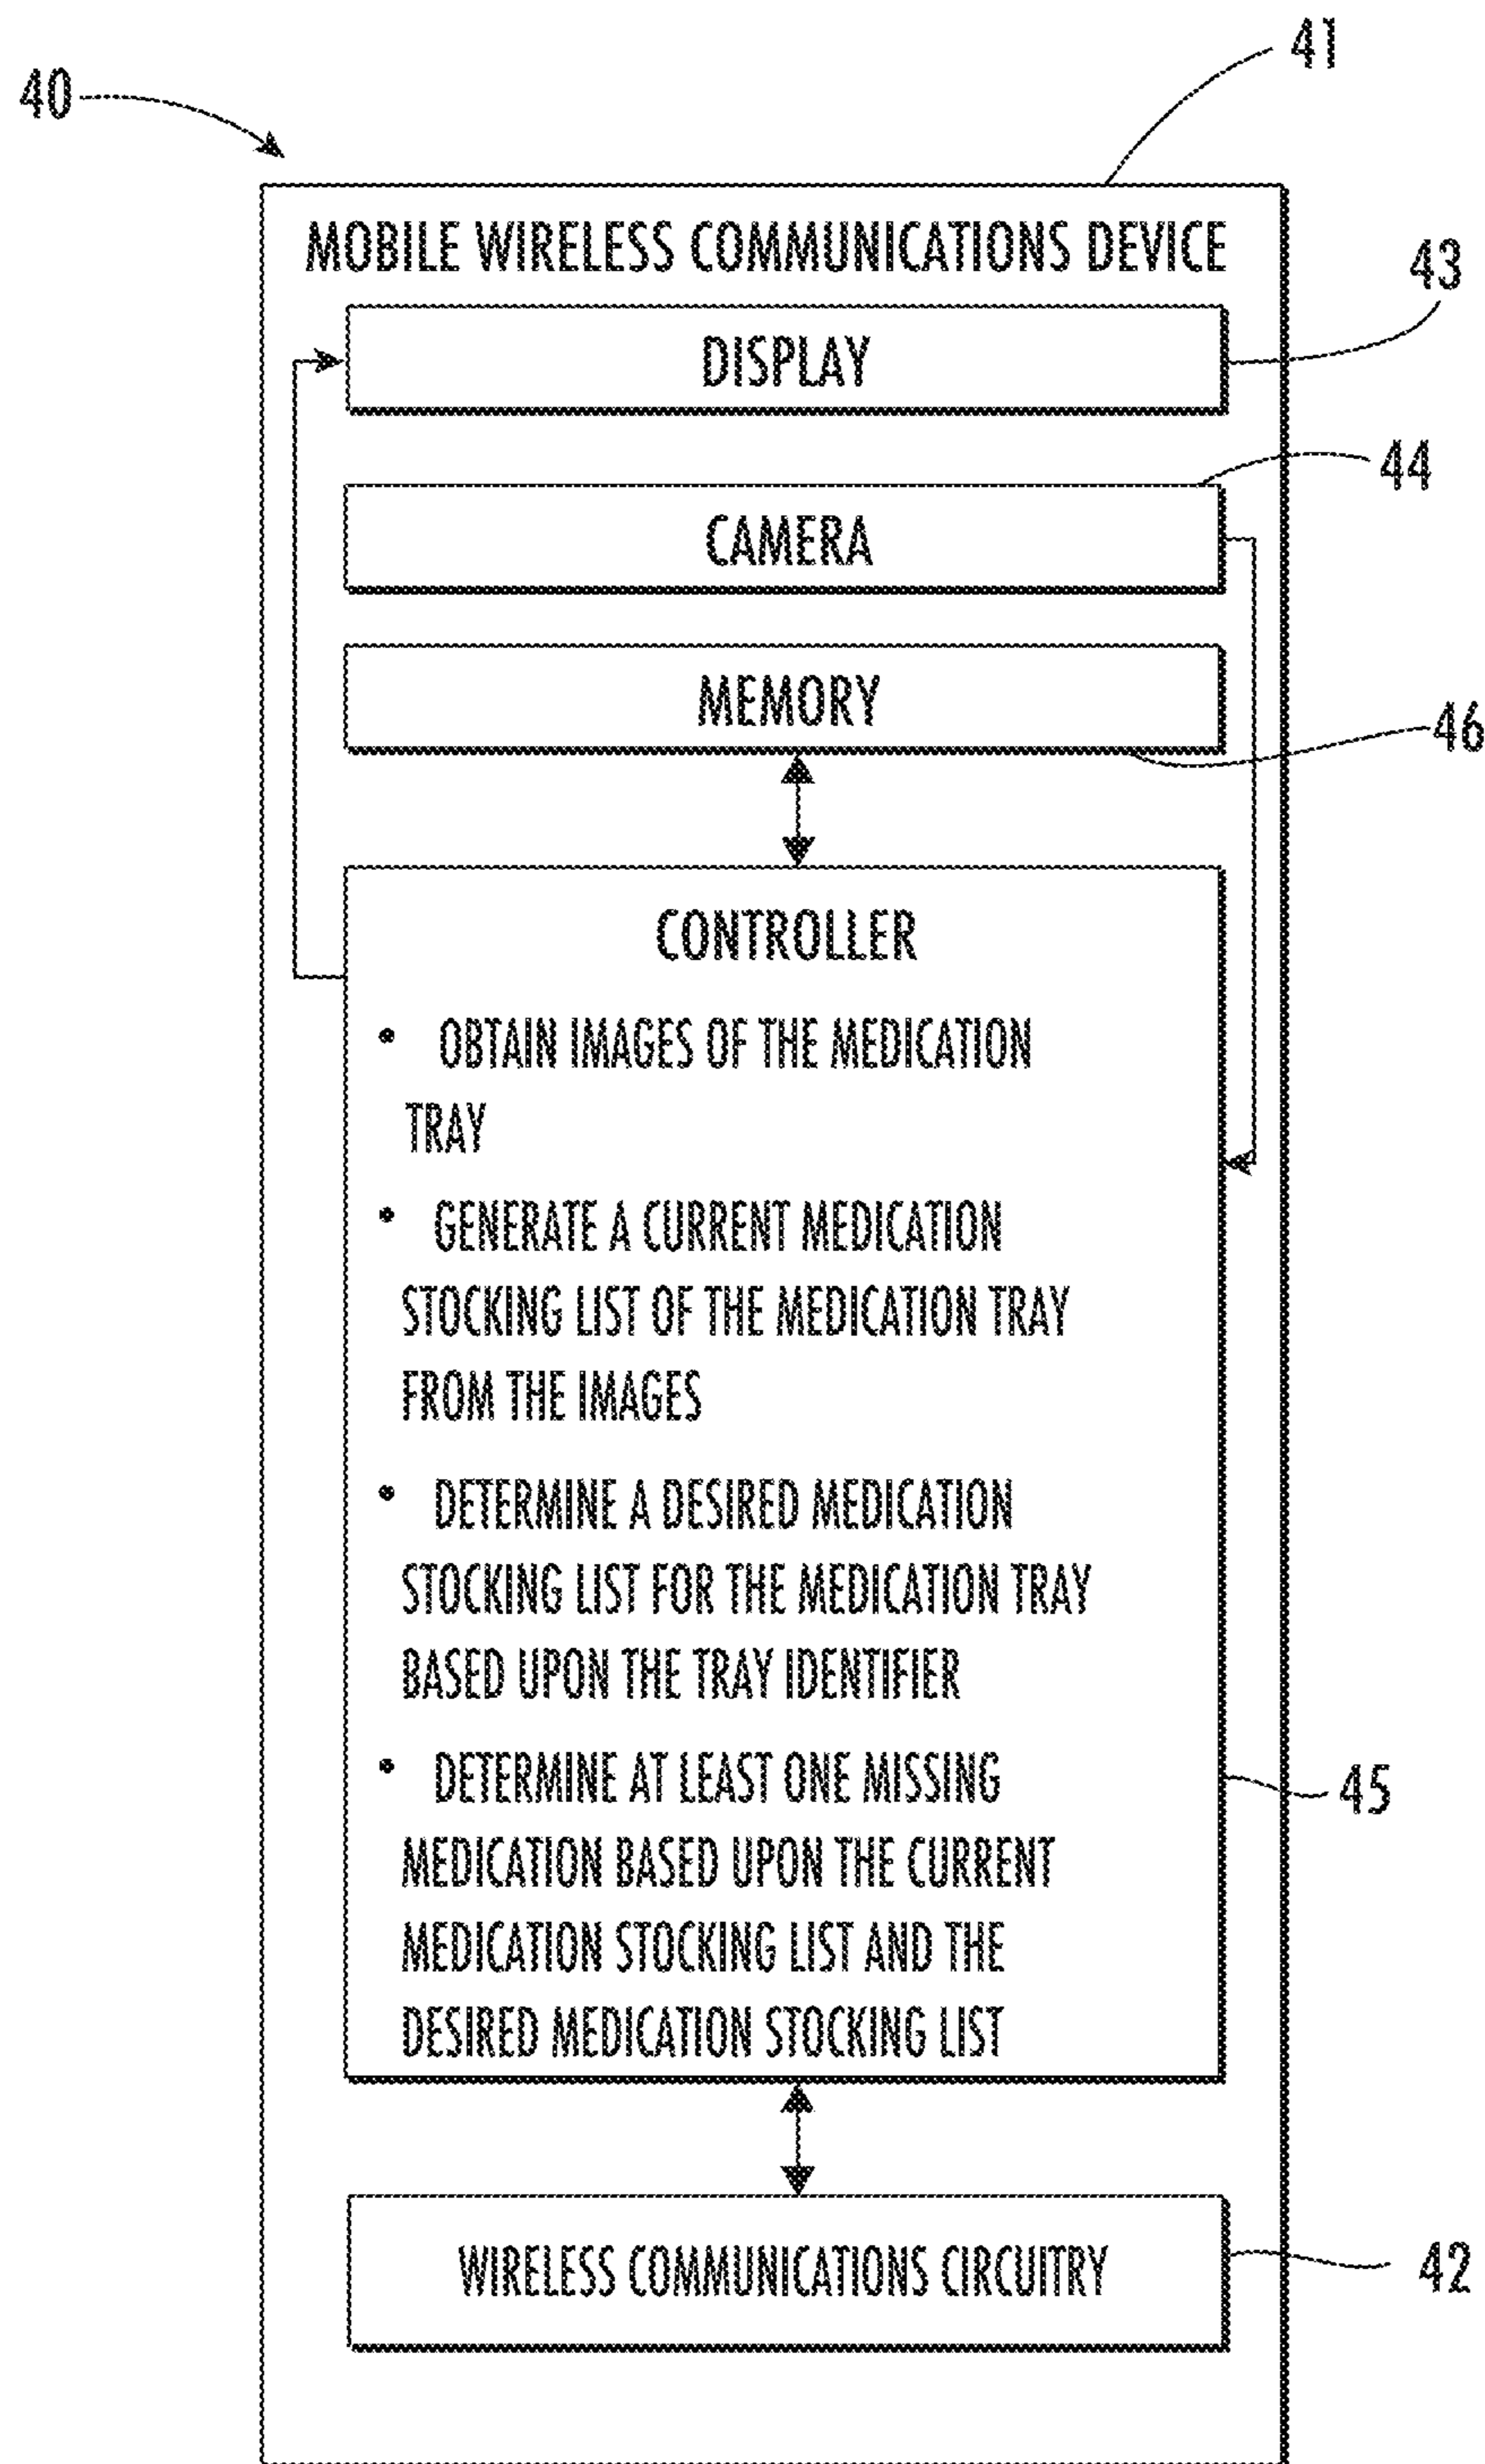 41
40
MOBILE WIRELESS COMMUNICATIONS DEVICE
43
DISPLAY
44
CAMERA
MEMORY
46
CONTROLLER
• OBTAIN IMAGES OF THE MEDICATION
TRAY
• GENERATE A CURRENT MEDICATION
STOCKING LIST OF THE MEDICATION TRAY
FROM THE IMAGES
• DETERMINE A DESIRED MEDICATION
STOCKING LIST FOR THE MEDICATION TRAY
BASED UPON THE TRAY IDENTIFIER
• DETERMINE AT LEAST ONE MISSING
45
MEDICATION BASED UPON THE CURRENT
MEDICATION STOCKING LIST AND THE
DESIRED MEDICATION STOCKING LIST
WIRELESS COMMUNICATIONS CIRCUITRY
42